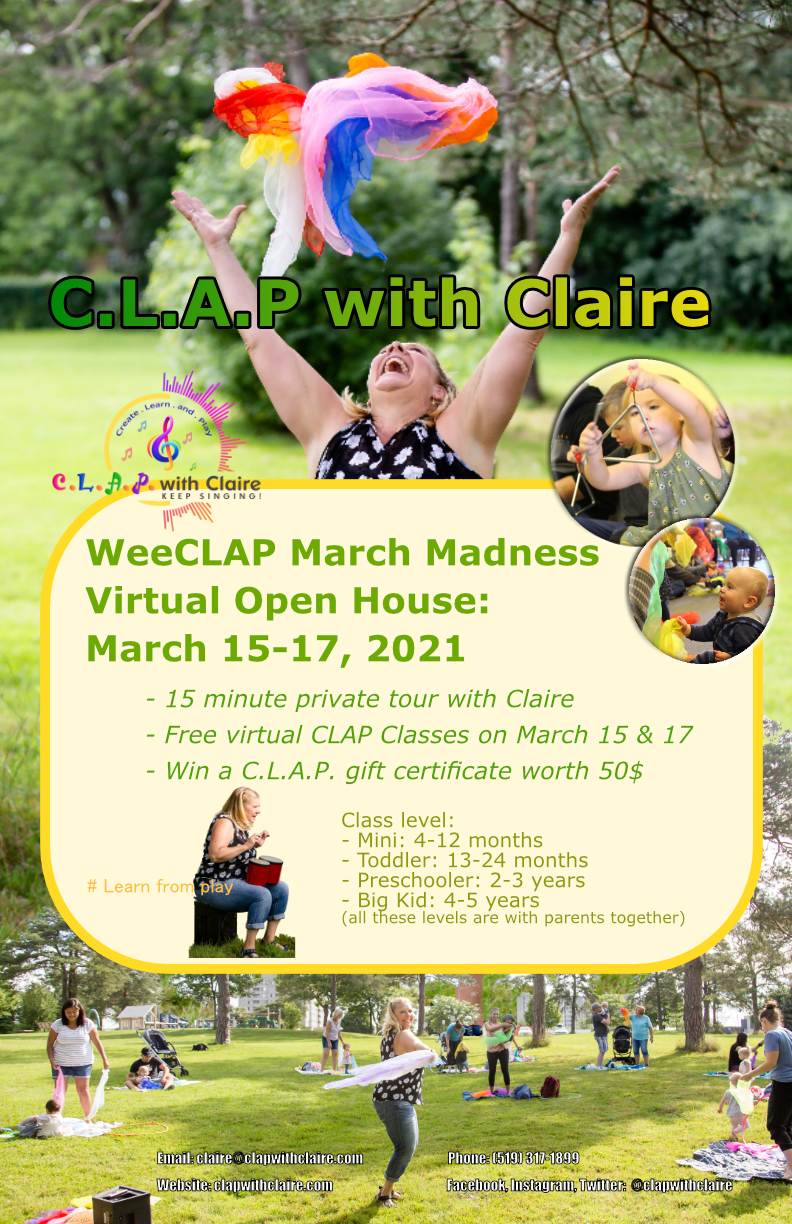 C.L.A.P with Claire
Create . Learn . and . Play
C.L.A.P. with Claire
KEEP SINGING!
WeeCLAP March Madness
Virtual Open House:
March 15-17, 2021
- 15 minute private tour with Claire
- Free virtual CLAP Classes on March 15 & 17
- Win a C.L.A.P. gift certificate worth 50$
Class level:
- Mini: 4-12 months
- Toddler: 13-24 months
- Preschooler: 2-3 years
- Big Kid: 4-5 years
(all these levels are with parents together)
# Learn from play
Email: claire@clapwithclaire.com
Phone: (519) 317-1899
Website: clapwithclaire.com
Facebook, Instagram, Twitter: @clapwithclaire